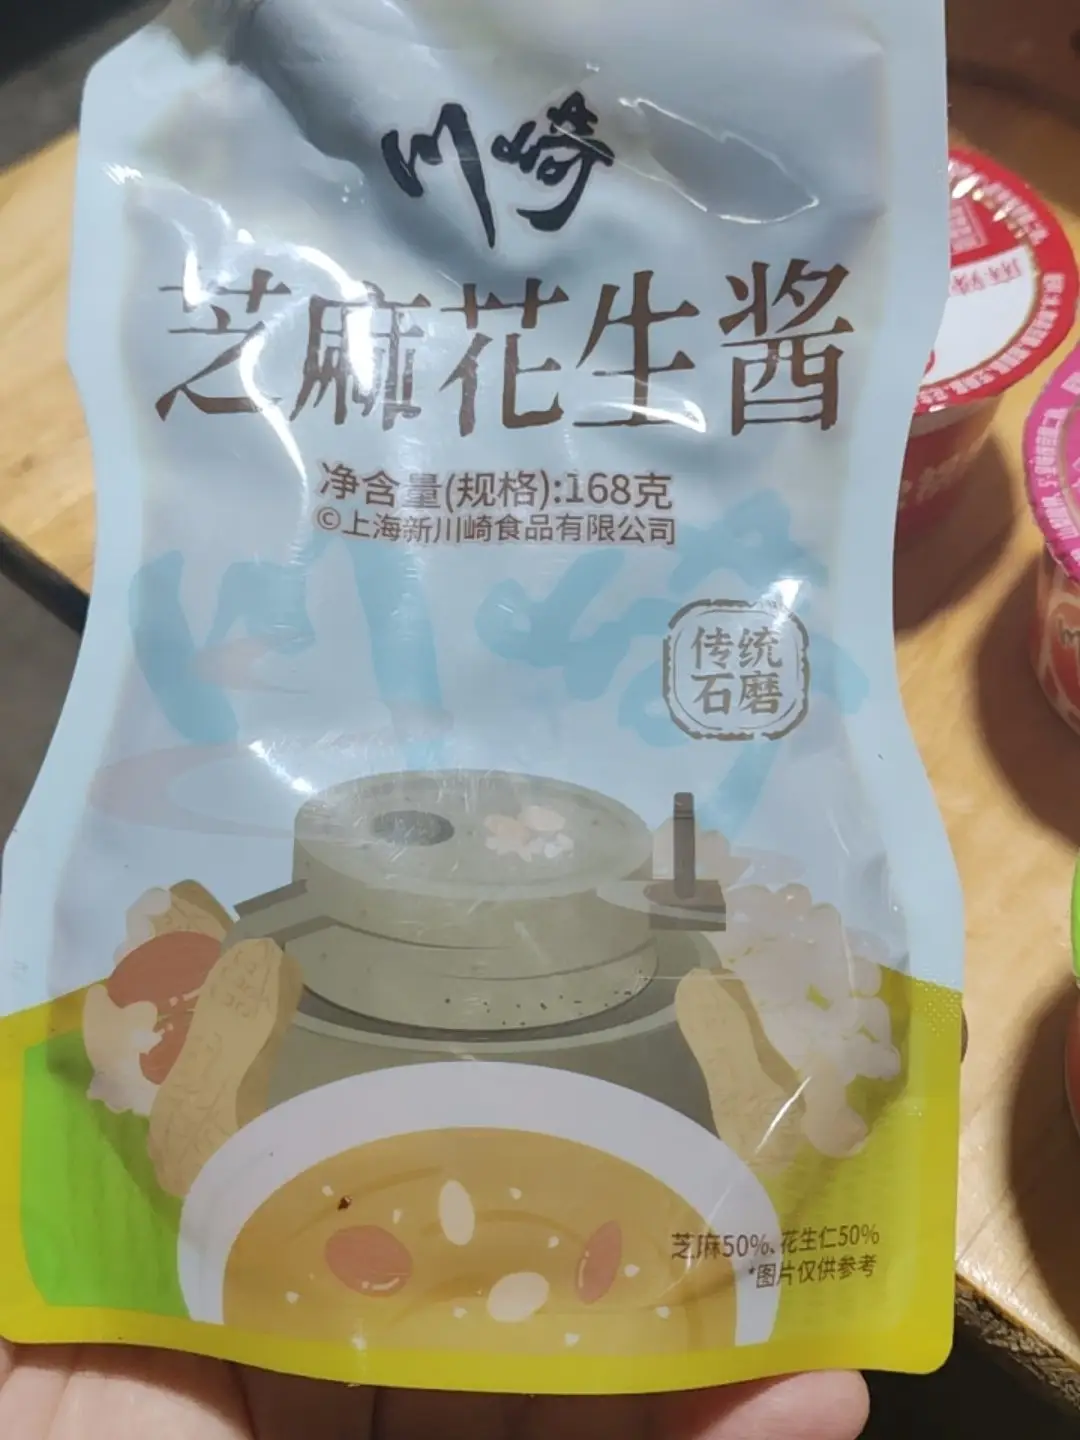 川崎
芝麻花生酱
净含量(规格):168克
©上海新川崎食品有限公司
传统
石磨
芝麻50%、花生仁50%
*图片仅供参考